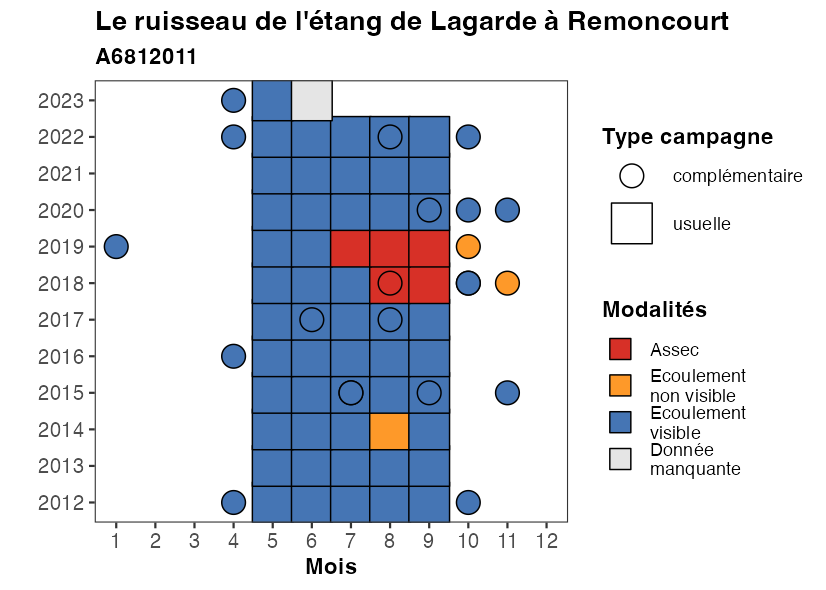 Le ruisseau de l'étang de Lagarde à Remoncourt
A6812011
2023
2022
2021
2020
2019
2018
2017
2016
2015
2014
2013
2012
1 2 3 4 5 6 7 8 9 10 11 12
Mois
Type campagne
complémentaire
usuelle
Modalités
Assec
Ecoulement
non visible
Ecoulement
visible
Donnée
manquante